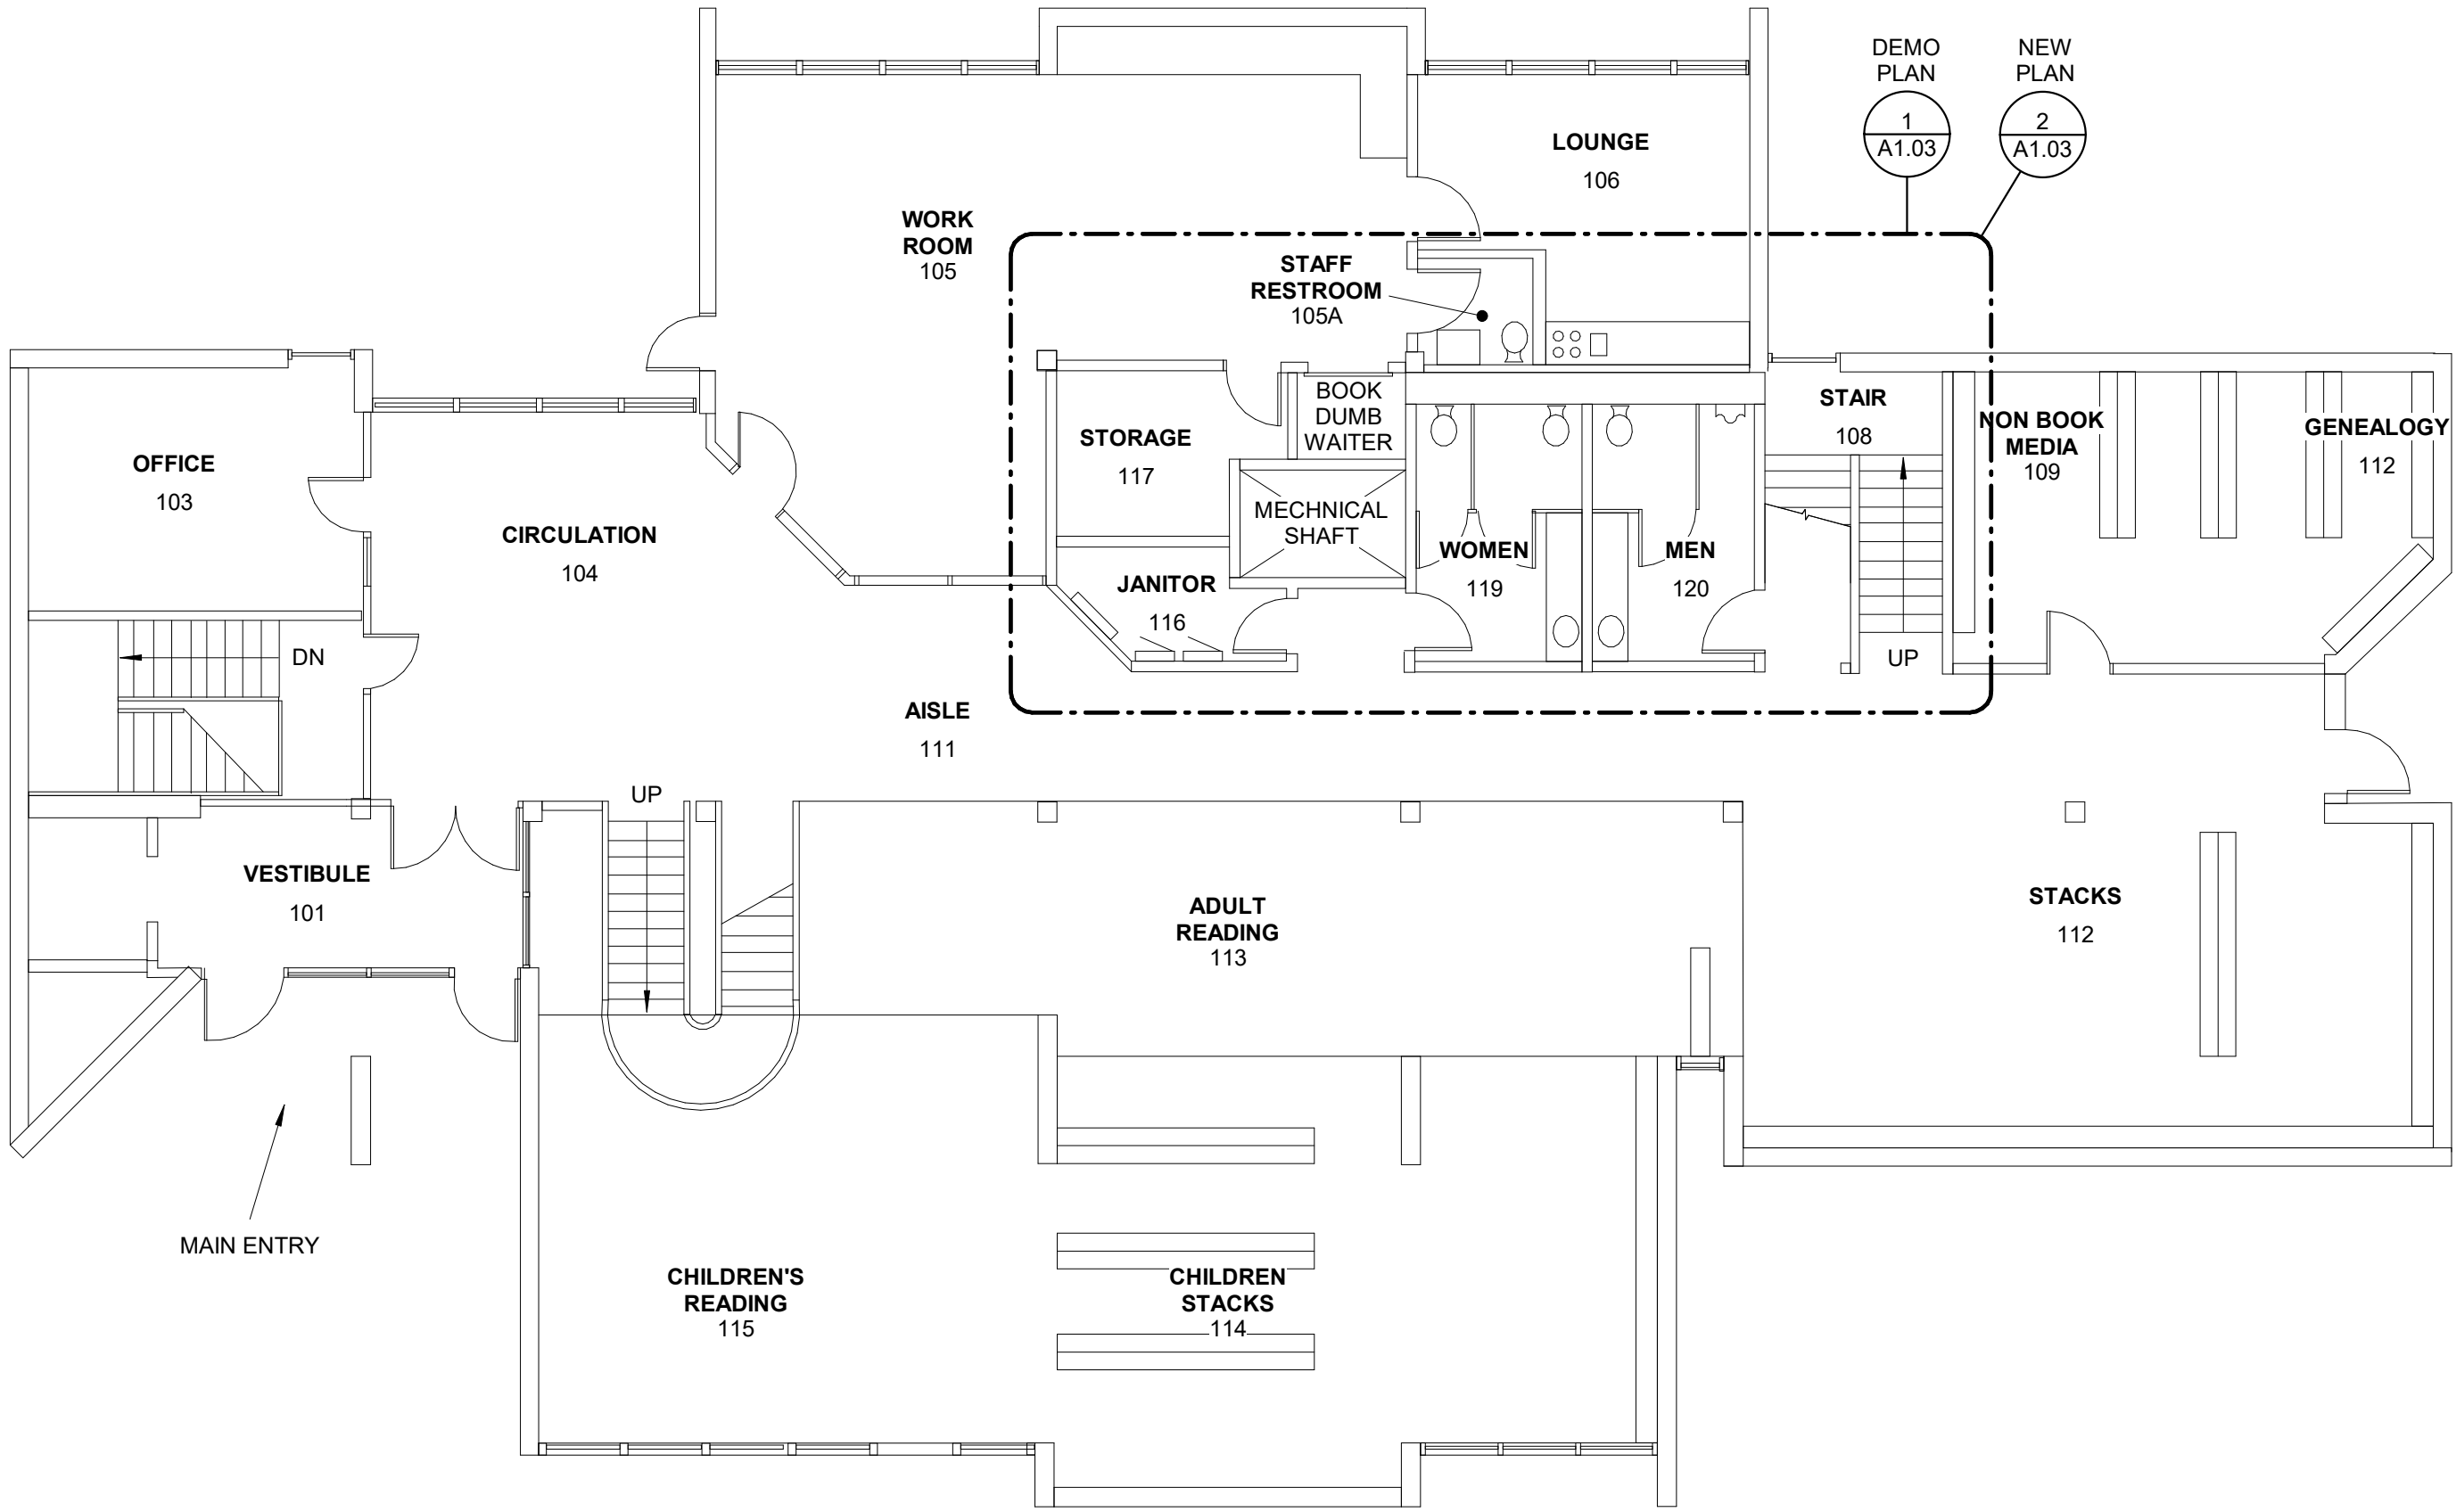 DEMO
PLAN
1
A1.03
NEW
PLAN
2
A1.03
LOUNGE
106
WORK
ROOM
105
STAFF
RESTROOM
105A
BOOK
DUMB
WAITER
STAIR
108
NON BOOK
MEDIA
109
GENEALOGY
112
OFFICE
103
STORAGE
117
CIRCULATION
104
MECHNICAL
SHAFT
WOMEN
119
MEN
120
JANITOR
116
DN
UP
AISLE
111
UP
VESTIBULE
101
ADULT
READING
113
STACKS
112
MAIN ENTRY
CHILDREN'S
READING
115
CHILDREN
STACKS
114